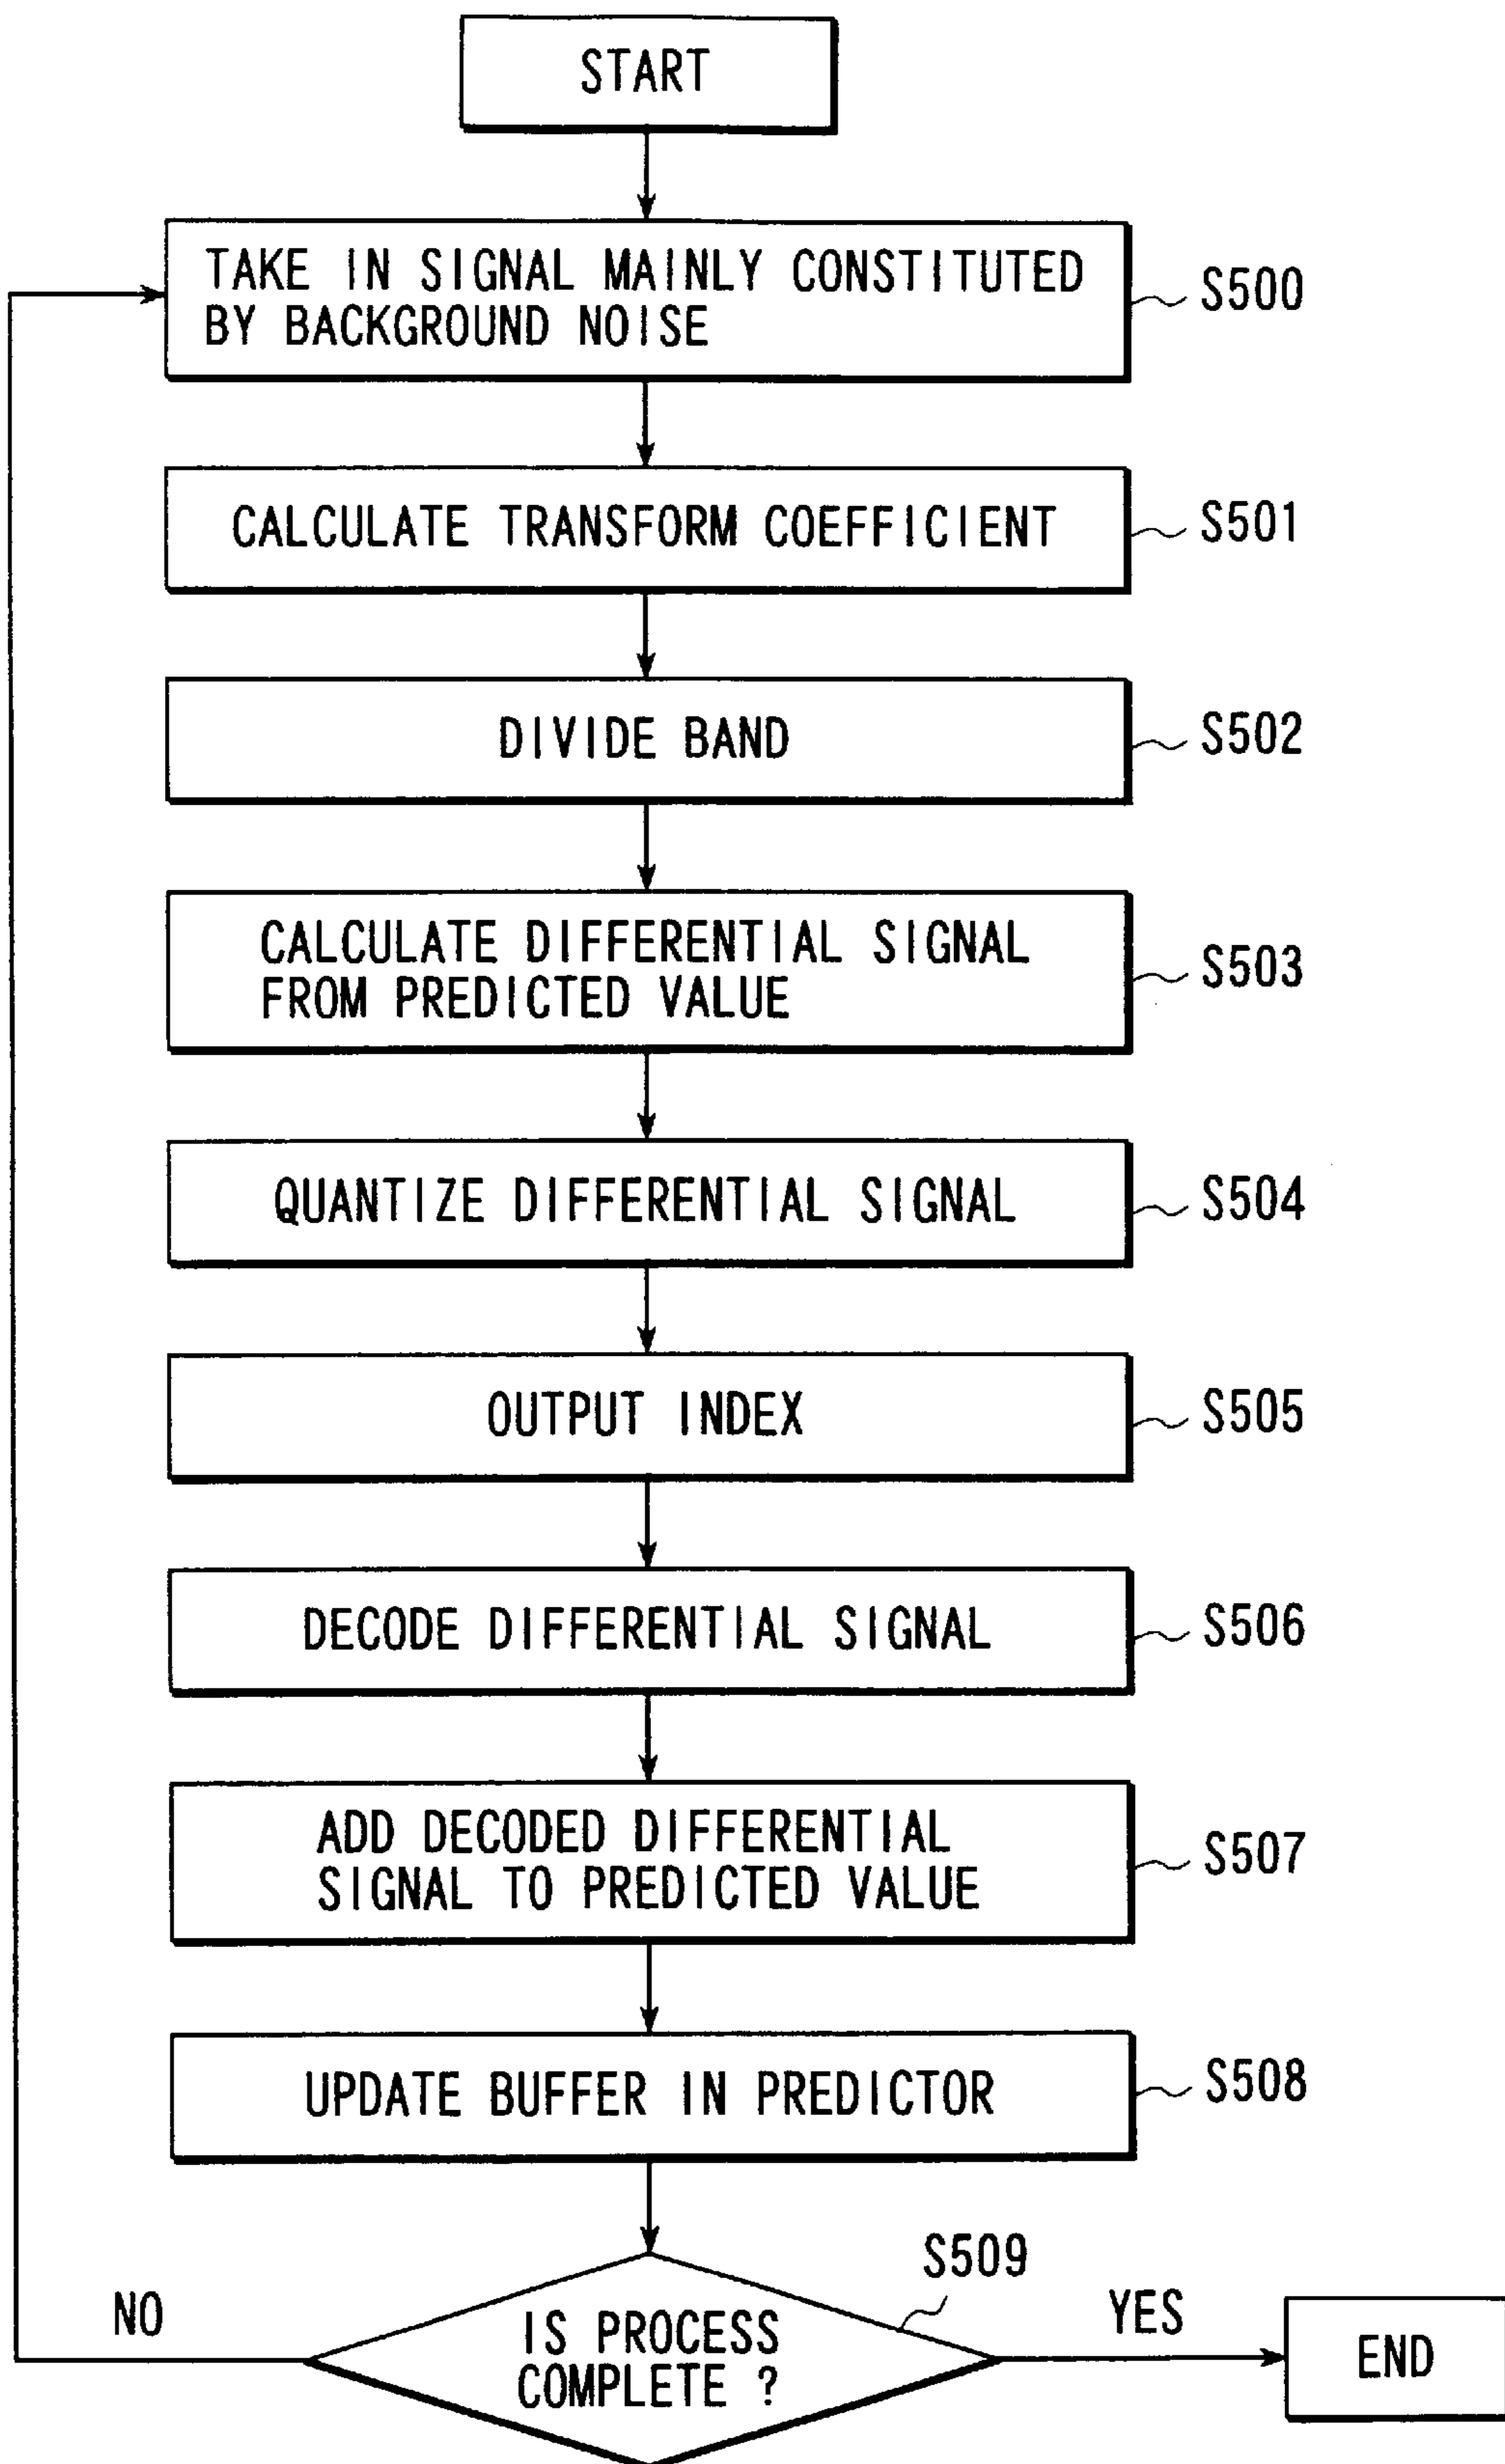 START
TAKE IN SIGNAL MAINLY CONSTITUTED
BY BACKGROUND NOISE
S500
CALCULATE TRANSFORM COEFFICIENT
S501
DIVIDE BAND
S502
CALCULATE DIFFERENTIAL SIGNAL
FROM PREDICTED VALUE
S503
QUANTIZE DIFFERENTIAL SIGNAL
S504
OUTPUT INDEX
S505
DECODE DIFFERENTIAL SIGNAL
S506
ADD DECODED DIFFERENTIAL
SIGNAL TO PREDICTED VALUE
S507
UPDATE BUFFER IN PREDICTOR
S508
S509
NO
IS PROCESS
COMPLETE ?
YES
END